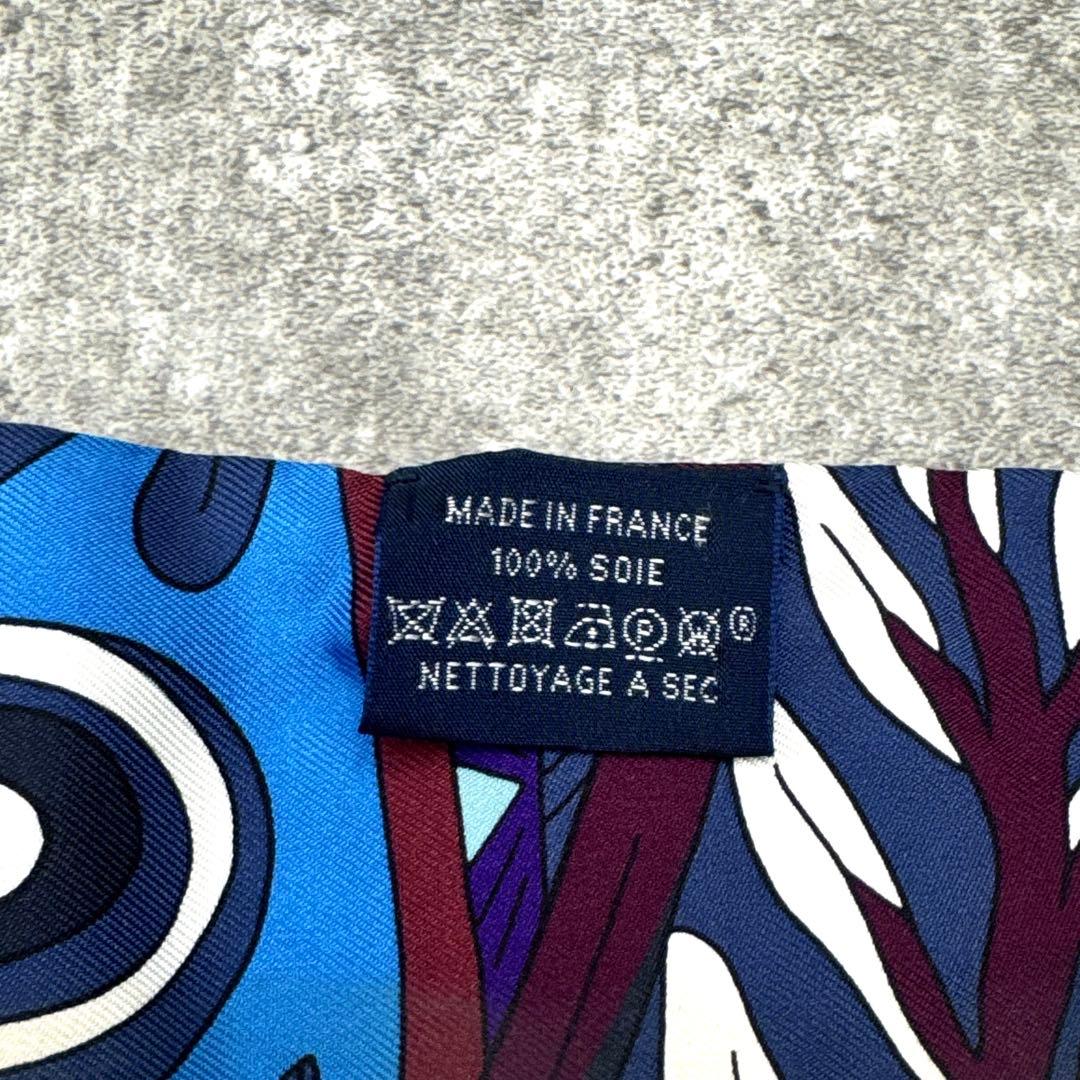 MADE IN FRANCE
100% SOIE
P W ®
NETTOYAGE A SEC